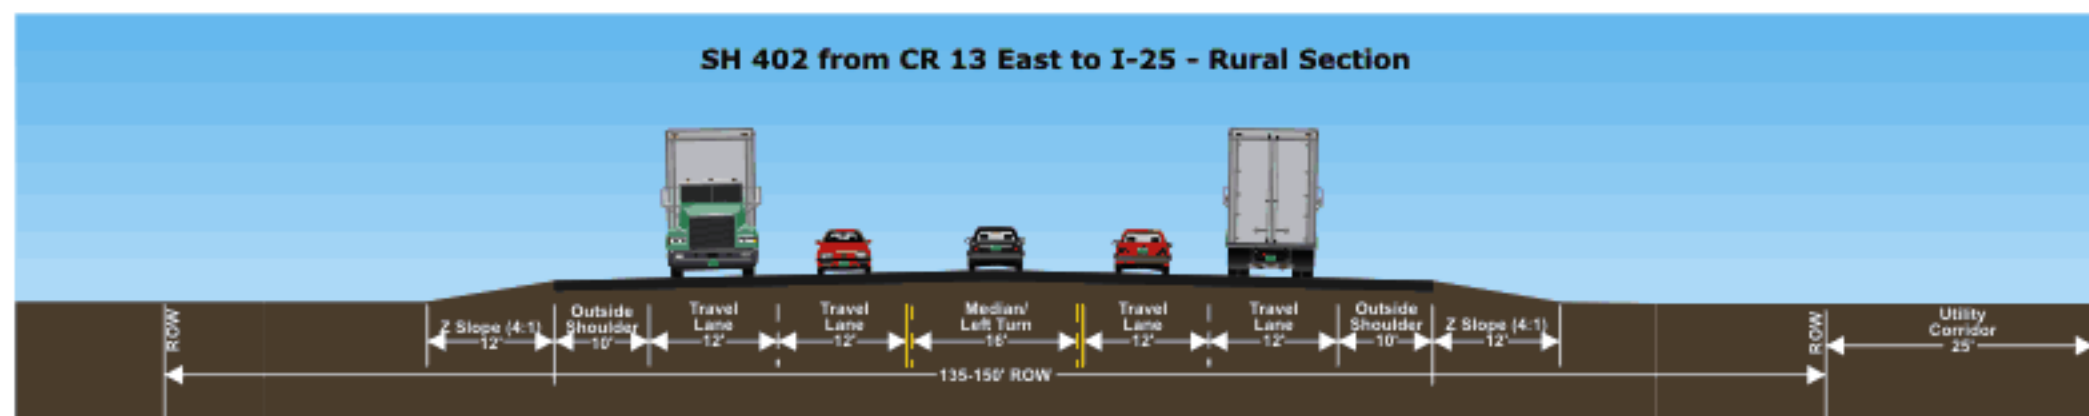 SH 402 from CR 13 East to I-25 - Rural Section
ROW
Z Slope (4:1)
12'
Outside
Shoulder
10'
Travel
Lane
12'
Travel
Lane
12'
Median/
Left Turn
16'
Travel
Lane
12'
Travel
Lane
12'
Outside
Shoulder
10'
Z Slope (4:1)
12'
ROW
Utility
Corridor
25'
135-150' ROW